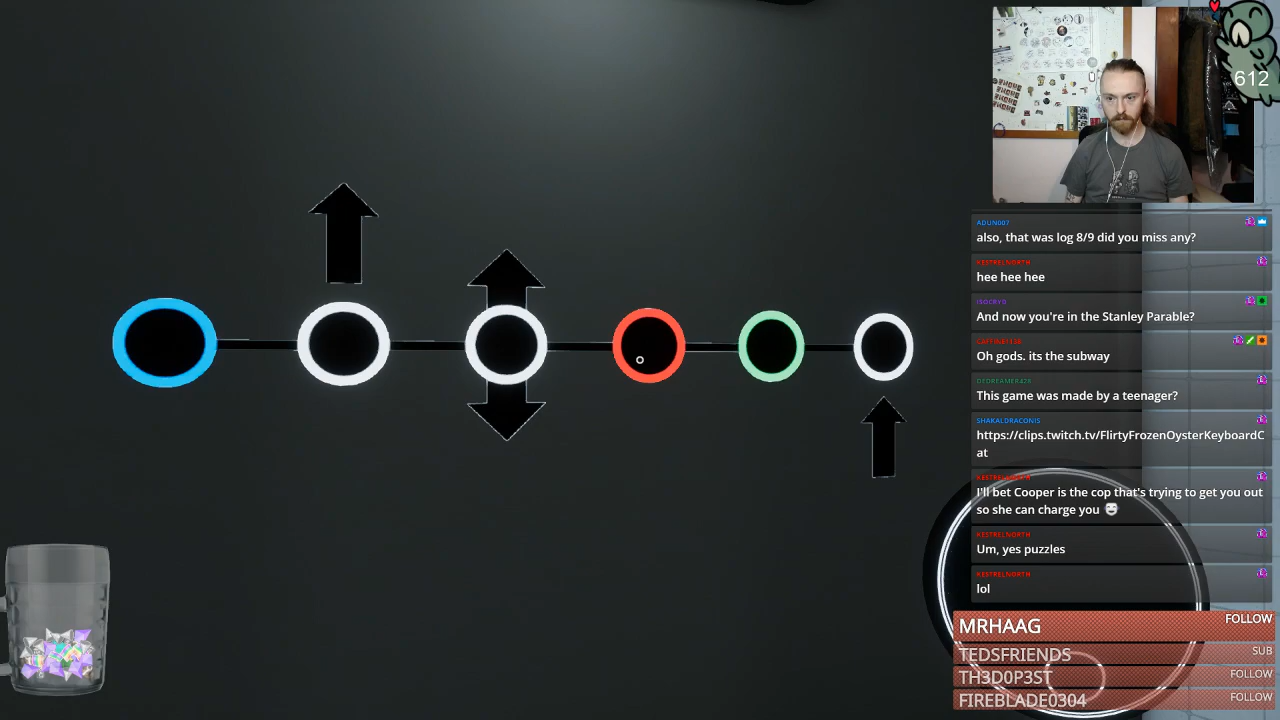 612
ADUN007
also, that was log 8/9 did you miss any?
KESTRELNORTH
hee hee hee
ISOCRYO
And now you're in the Stanley Parable?
Oh gods. its the subway
This game was made by a teenager?
SHAKALDRACONIS
https://clips.twitch.tv/FlirtyFrozenOysterKeyboardC
at
KESTRELNORTH
I'll bet Cooper is the cop that's trying to get you out
so she can charge you
KESTRELNORTH
Um, yes puzzles
KESTRELNORTH
lol
MRHAAG FOLLOW
TEDSFRIENDS SUB
TH3D0P3ST FOLLOW
FIREBLADE0304 FOLLOW